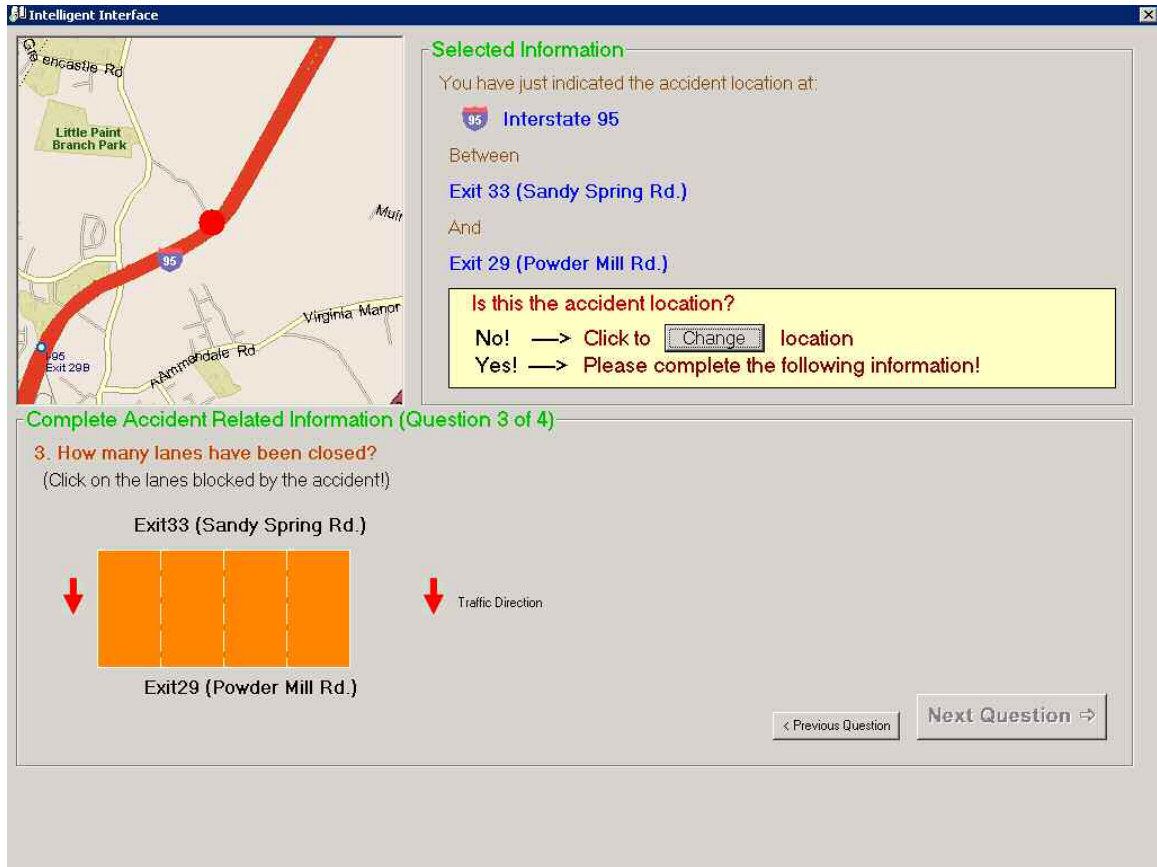 Intelligent Interface
Greencastle Rd
Little Paint
Branch Park
95
I-95
Exit 29B
Ammendale Rd
Virginia Manor
Muir
Selected Information
You have just indicated the accident location at:
95 Interstate 95
Between
Exit 33 (Sandy Spring Rd.)
And
Exit 29 (Powder Mill Rd.)
Is this the accident location?
No! ---> Click to Change location
Yes! ---> Please complete the following information!
Complete Accident Related Information (Question 3 of 4)
3. How many lanes have been closed?
(Click on the lanes blocked by the accident!)
Exit33 (Sandy Spring Rd.)
Traffic Direction
Exit29 (Powder Mill Rd.)
< Previous Question
Next Question ⇨